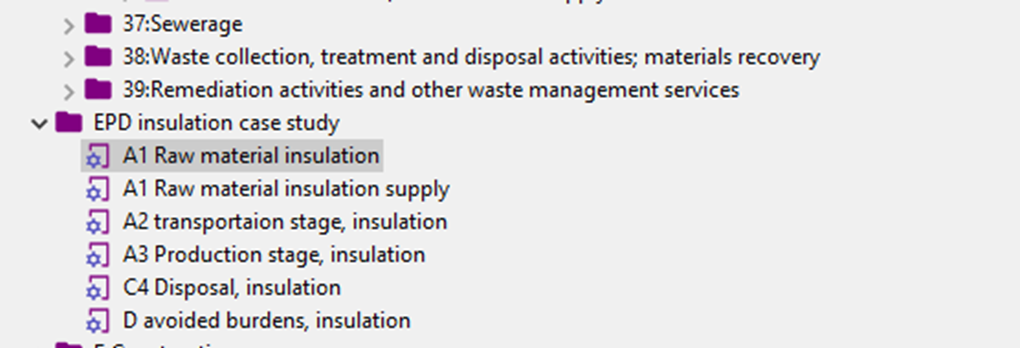 37:Sewerage
38:Waste collection, treatment and disposal activities; materials recovery
39:Remediation activities and other waste management services
EPD insulation case study
A1 Raw material insulation
A1 Raw material insulation supply
A2 transportaion stage, insulation
A3 Production stage, insulation
C4 Disposal, insulation
D avoided burdens, insulation